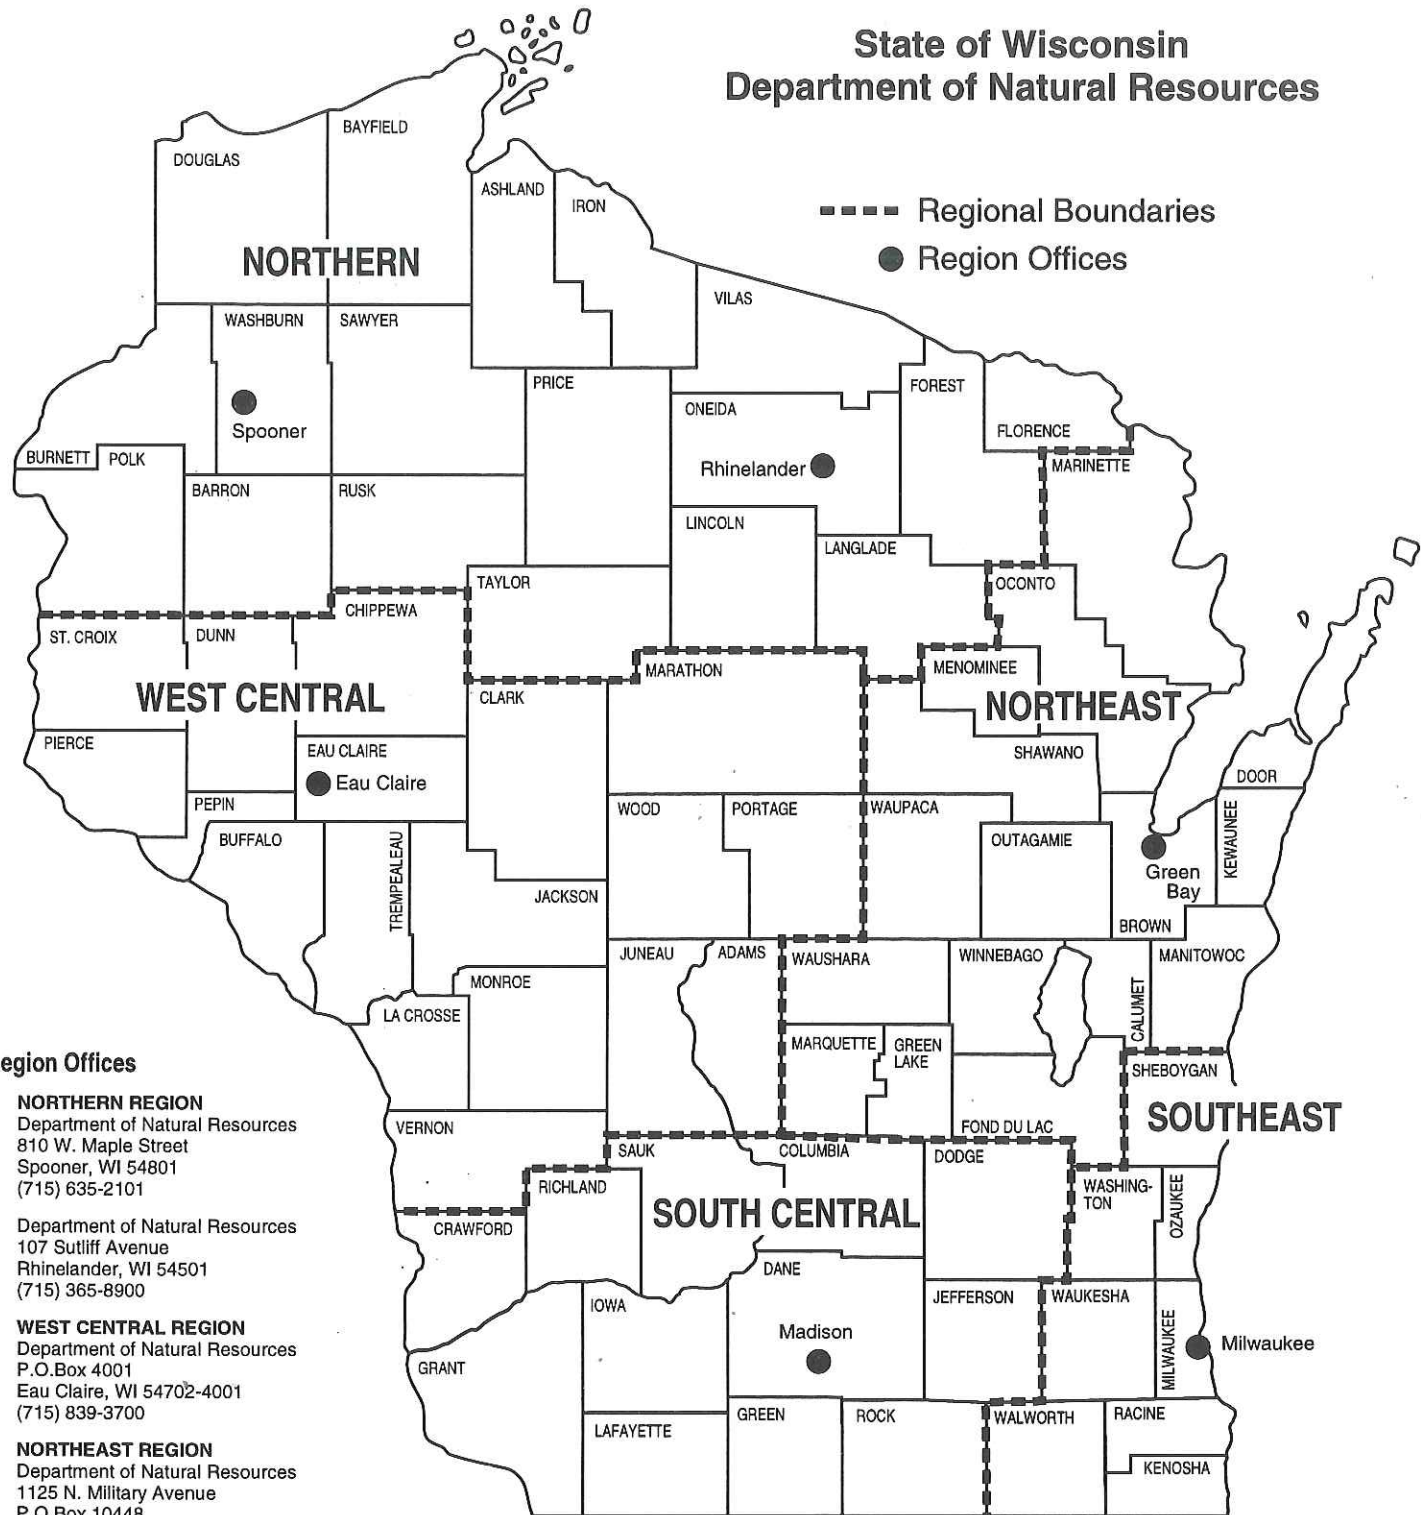 State of Wisconsin
Department of Natural Resources
Regional Boundaries
Region Offices
BAYFIELD
DOUGLAS
ASHLAND
IRON
NORTHERN
VILAS
WASHBURN
SAWYER
PRICE
FOREST
ONEIDA
Spooner
FLORENCE
BURNETT
POLK
Rhinelander
MARINETTE
BARRON
RUSK
LINCOLN
LANGLADE
TAYLOR
OCONTO
CHIPPEWA
ST. CROIX
DUNN
MARATHON
MENOMINEE
WEST CENTRAL
CLARK
NORTHEAST
PIERCE
EAU CLAIRE
SHAWANO
Eau Claire
DOOR
PEPIN
WOOD
PORTAGE
WAUPACA
KEWAUNEE
BUFFALO
TREMPEALEAU
OUTAGAMIE
Green
Bay
JACKSON
BROWN
JUNEAU
ADAMS
WAUSHARA
WINNEBAGO
MANITOWOC
MONROE
CALUMET
LA CROSSE
MARQUETTE
GREEN
LAKE
SHEBOYGAN
SOUTHEAST
VERNON
FOND DU LAC
SAUK
COLUMBIA
DODGE
RICHLAND
WASHING-
TON
OZAUKEE
SOUTH CENTRAL
CRAWFORD
DANE
IOWA
JEFFERSON
WAUKESHA
MILWAUKEE
Madison
Milwaukee
GRANT
GREEN
ROCK
WALWORTH
RACINE
LAFAYETTE
KENOSHA
egion Offices
NORTHERN REGION
Department of Natural Resources
810 W. Maple Street
Spooner, WI 54801
(715) 635-2101
Department of Natural Resources
107 Sutliff Avenue
Rhinelander, WI 54501
(715) 365-8900
WEST CENTRAL REGION
Department of Natural Resources
P.O.Box 4001
Eau Claire, WI 54702-4001
(715) 839-3700
NORTHEAST REGION
Department of Natural Resources
1125 N. Military Avenue
P.O.Box 10448